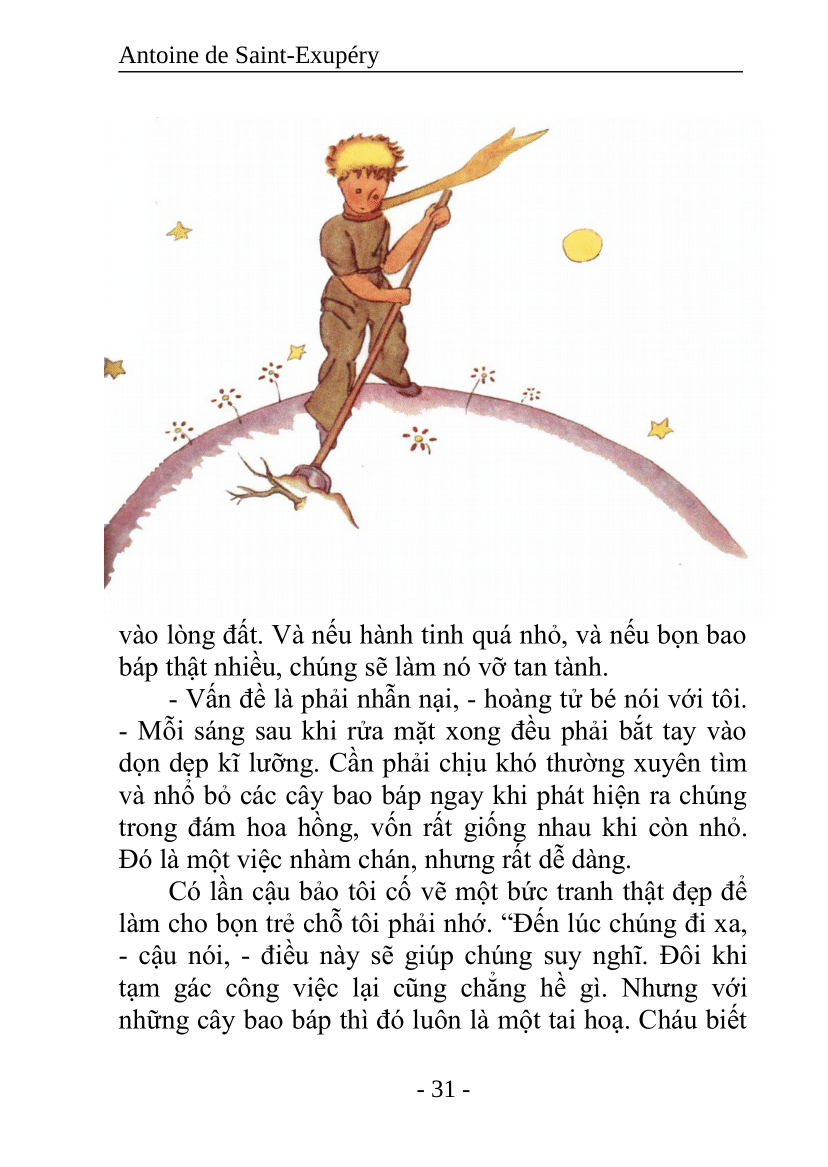 Antoine de Saint-Exupéry
vào lòng đất. Và nếu hành tinh quá nhỏ, và nếu bọn bao
báp thật nhiều, chúng sẽ làm nó vỡ tan tành.
- Vấn đề là phải nhẫn nại, - hoàng tử bé nói với tôi.
- Mỗi sáng sau khi rửa mặt xong đều phải bắt tay vào
dọn dẹp kĩ lưỡng. Cần phải chịu khó thường xuyên tìm
và nhổ bỏ các cây bao báp ngay khi phát hiện ra chúng
trong đám hoa hồng, vốn rất giống nhau khi còn nhỏ.
Đó là một việc nhàm chán, nhưng rất dễ dàng.
Có lần cậu bảo tôi cố vẽ một bức tranh thật đẹp để
làm cho bọn trẻ chỗ tôi phải nhớ. “Đến lúc chúng đi xa,
- cậu nói, - điều này sẽ giúp chúng suy nghĩ. Đôi khi
tạm gác công việc lại cũng chẳng hề gì. Nhưng với
những cây bao báp thì đó luôn là một tai hoạ. Cháu biết
- 31 -